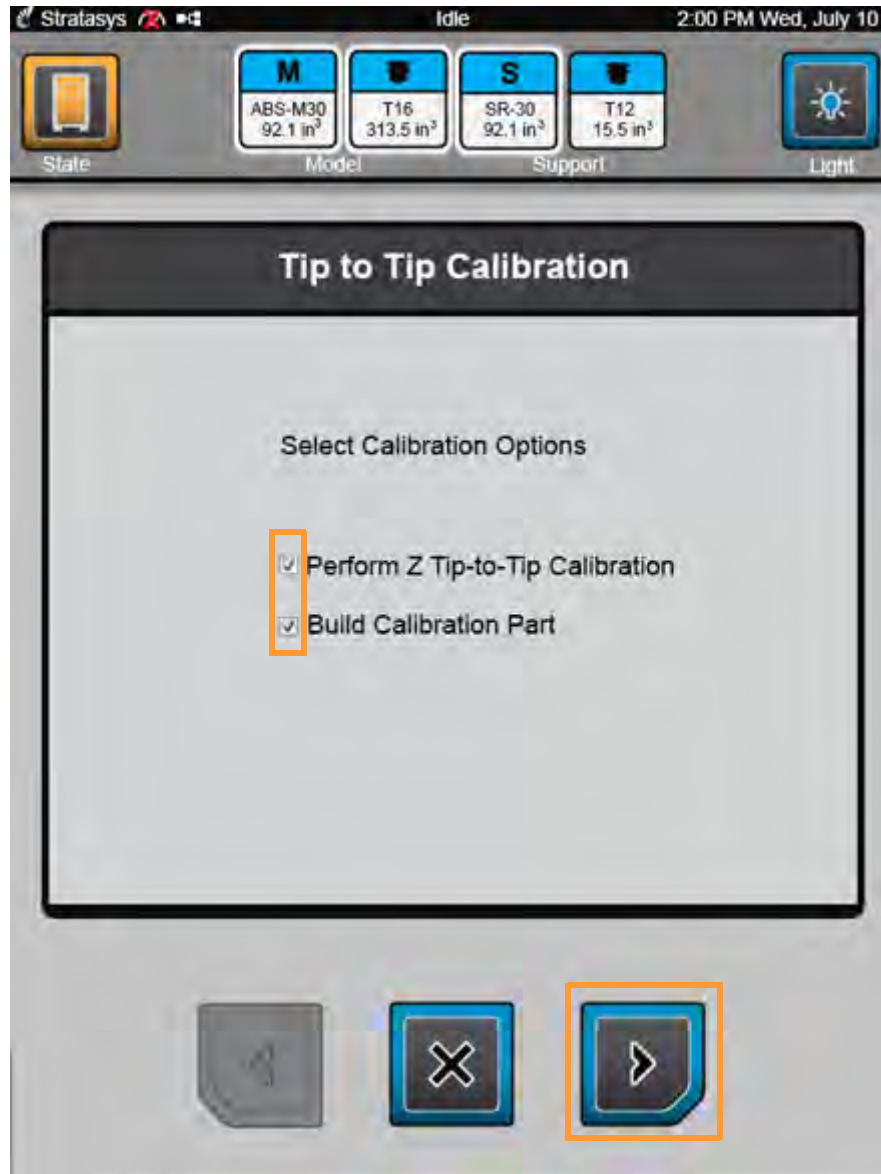 Stratasys Idle 2:00 PM Wed, July 10
M S
ABS-M30 T16 SR-30 T12
92.1 in³ 313.5 in³ 92.1 in³ 15.5 in³
State Model Support Light
Tip to Tip Calibration
Select Calibration Options
Perform Z Tip-to-Tip Calibration
Build Calibration Part